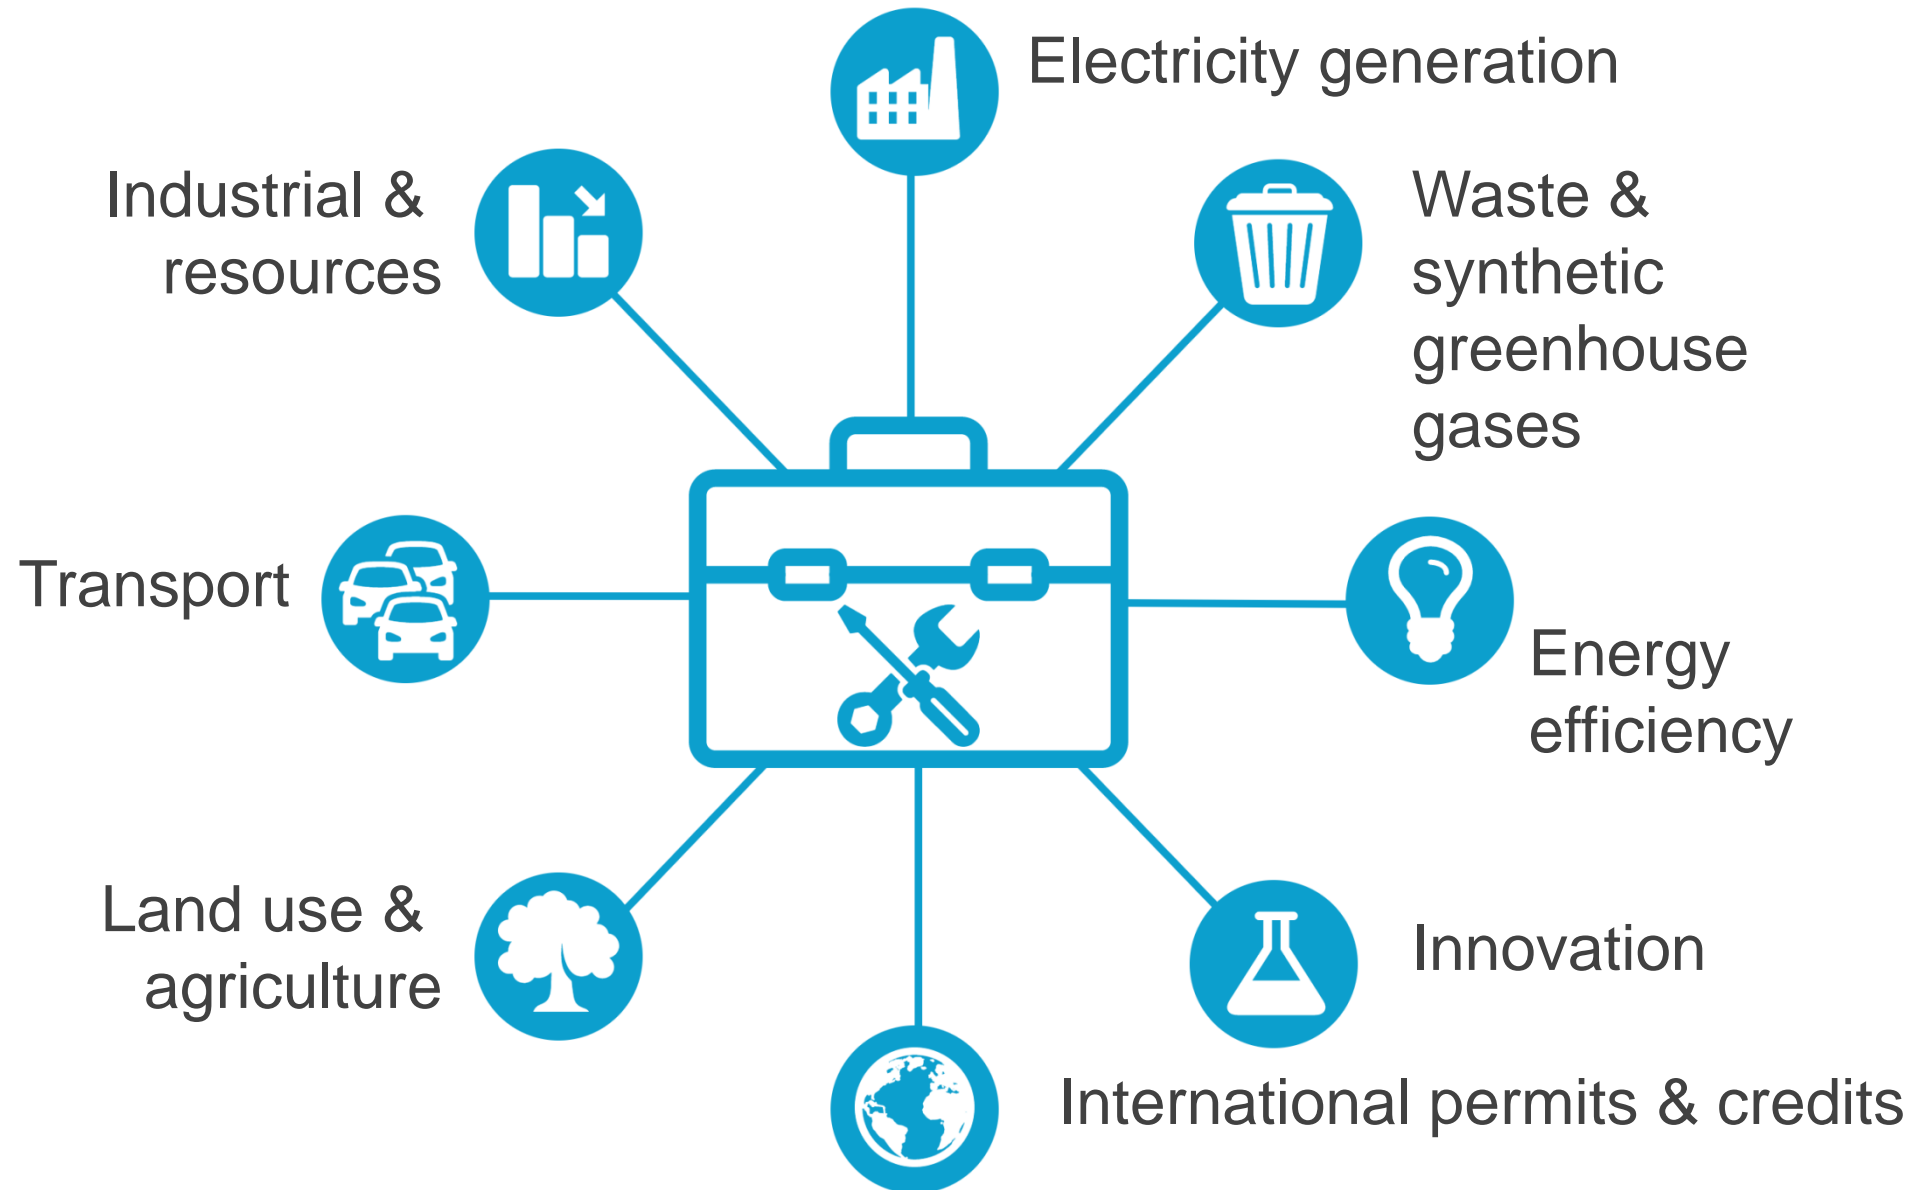 Electricity generation
Industrial &
resources
Waste &
synthetic
greenhouse
gases
Transport
Energy
efficiency
Land use &
agriculture
Innovation
International permits & credits